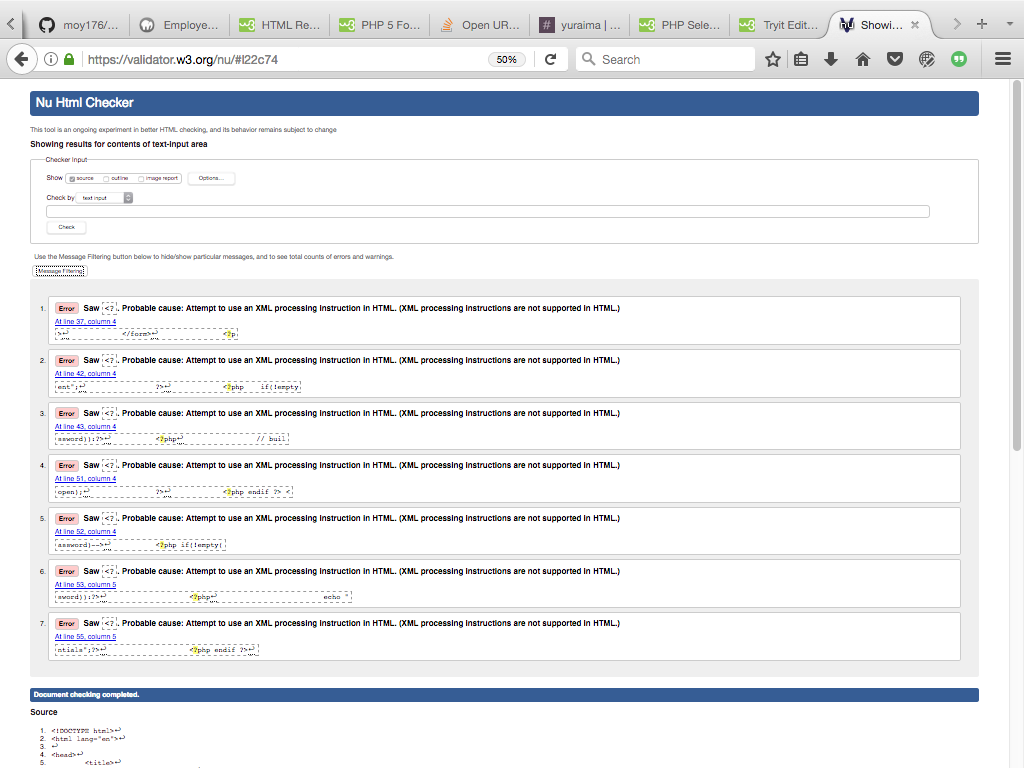 moy176/...
Employe...
HTML Re...
PHP 5 Fo...
Open UR...
yuraima | ...
PHP Sele...
Tryit Edit...
Showi...
https://validator.w3.org/nu/#l22c74
50%
Search
Nu Html Checker
This tool is an ongoing experiment in better HTML checking, and its behavior remains subject to change
Showing results for contents of text-input area
Checker Input
Show source outline image report Options...
Check by text input
Check
Use the Message Filtering button below to hide/show particular messages, and to see total counts of errors and warnings.
Message Filtering
1. Error Saw <?. Probable cause: Attempt to use an XML processing instruction in HTML. (XML processing instructions are not supported in HTML.)
At line 37, column 4
>↩ </form>↩ <?p
2. Error Saw <?. Probable cause: Attempt to use an XML processing instruction in HTML. (XML processing instructions are not supported in HTML.)
At line 42, column 4
ent";↩ ?>↩ <?php if(!empty
3. Error Saw <?. Probable cause: Attempt to use an XML processing instruction in HTML. (XML processing instructions are not supported in HTML.)
At line 43, column 4
ssword)):?>↩ <?php↩ // buil
4. Error Saw <?. Probable cause: Attempt to use an XML processing instruction in HTML. (XML processing instructions are not supported in HTML.)
At line 51, column 4
open);↩ ?>↩ <?php endif ?> <
5. Error Saw <?. Probable cause: Attempt to use an XML processing instruction in HTML. (XML processing instructions are not supported in HTML.)
At line 52, column 4
assword)-->↩ <?php if(!empty(
6. Error Saw <?. Probable cause: Attempt to use an XML processing instruction in HTML. (XML processing instructions are not supported in HTML.)
At line 53, column 5
sword)):?>↩ <?php↩ echo "
7. Error Saw <?. Probable cause: Attempt to use an XML processing instruction in HTML. (XML processing instructions are not supported in HTML.)
At line 55, column 5
ntials";?>↩ <?php endif ?>↩
Document checking completed.
Source
1. <!DOCTYPE html>↩
2. <html lang="en">↩
3. ↩
4. <head>↩
5. <title>↩